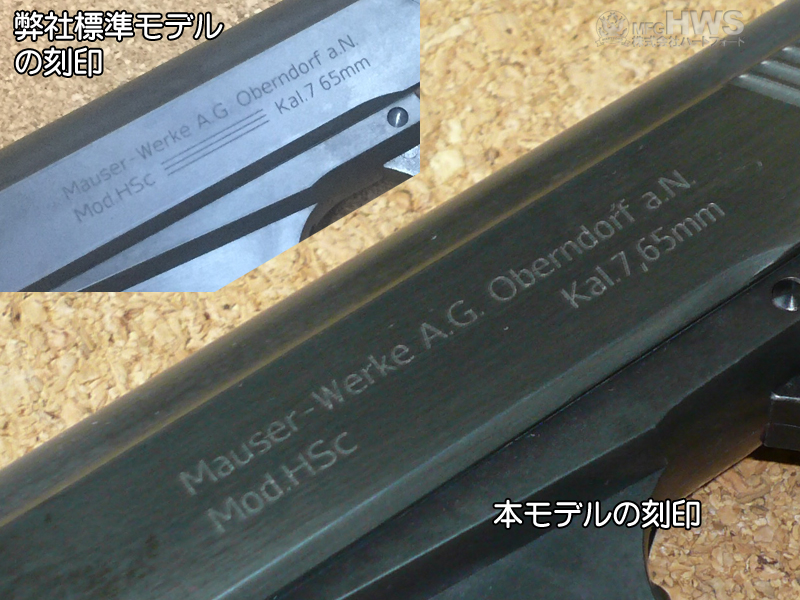 弊社標準モデル
の刻印
MFG HWS
Mauser-Werke A.G. Oberndorf a.N.
Mod.HSc
Kal.7 65mm
Mauser-Werke A.G. Oberndorf a.N.
Mod.HSc
Kal.7,65mm
本モデルの刻印